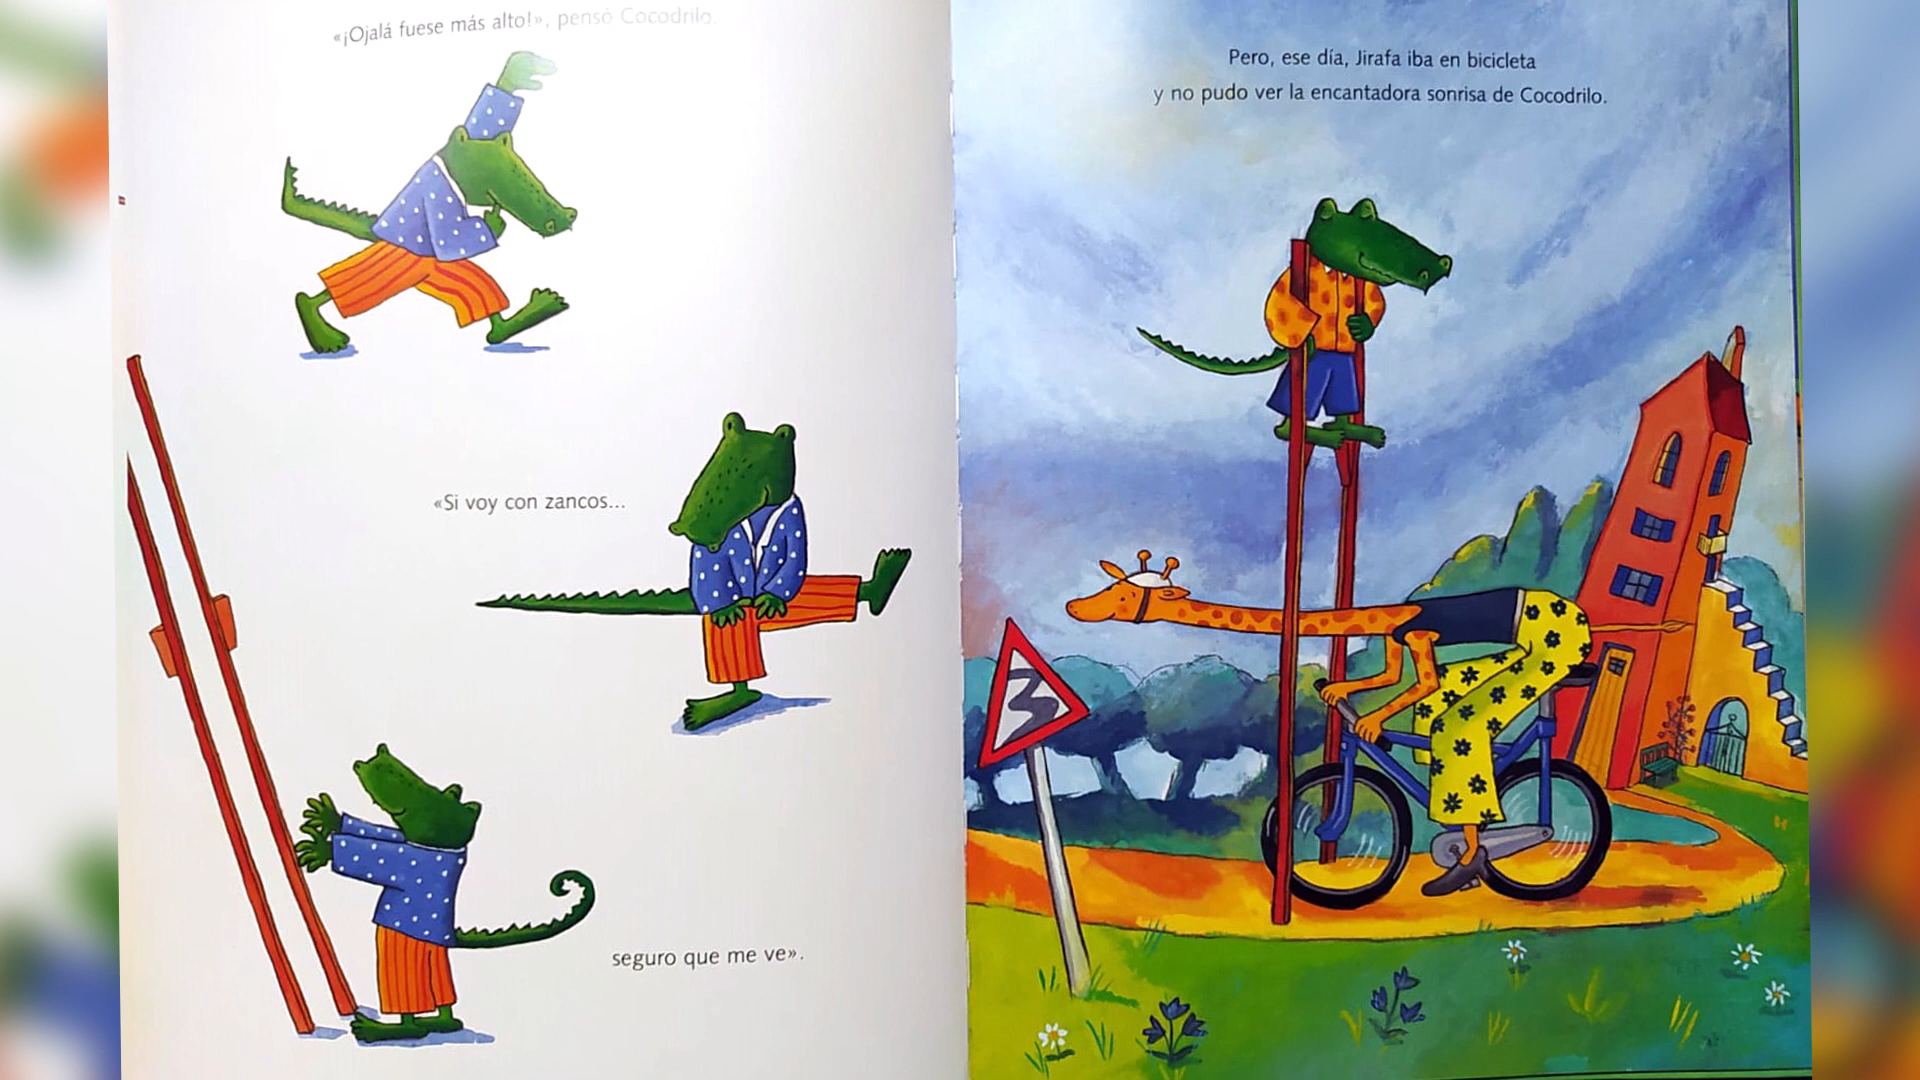 «¡Ojalá fuese más alto!», pensó Cocodrilo.
«Si voy con zancos...
seguro que me ve».
Pero, ese día, Jirafa iba en bicicleta
y no pudo ver la encantadora sonrisa de Cocodrilo.